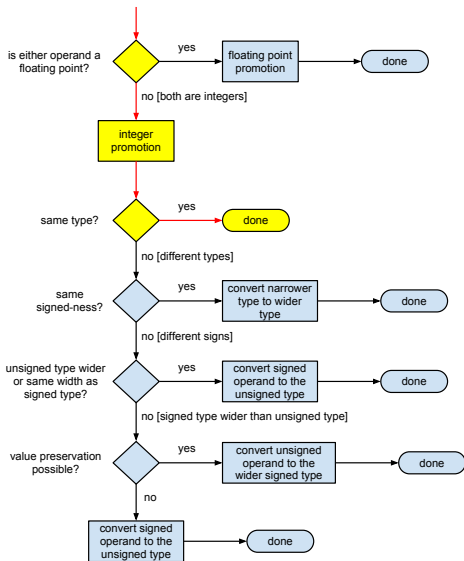 is either operand a
floating point?
yes
floating point
promotion
done
no [both are integers]
integer
promotion
same type?
yes
done
no [different types]
same
signed-ness?
yes
convert narrower
type to wider
type
done
no [different signs]
unsigned type wider
or same width as
signed type?
yes
convert signed
operand to the
unsigned type
done
no [signed type wider than unsigned type]
value preservation
possible?
yes
convert unsigned
operand to the
wider signed type
done
no
convert signed
operand to the
unsigned type
done